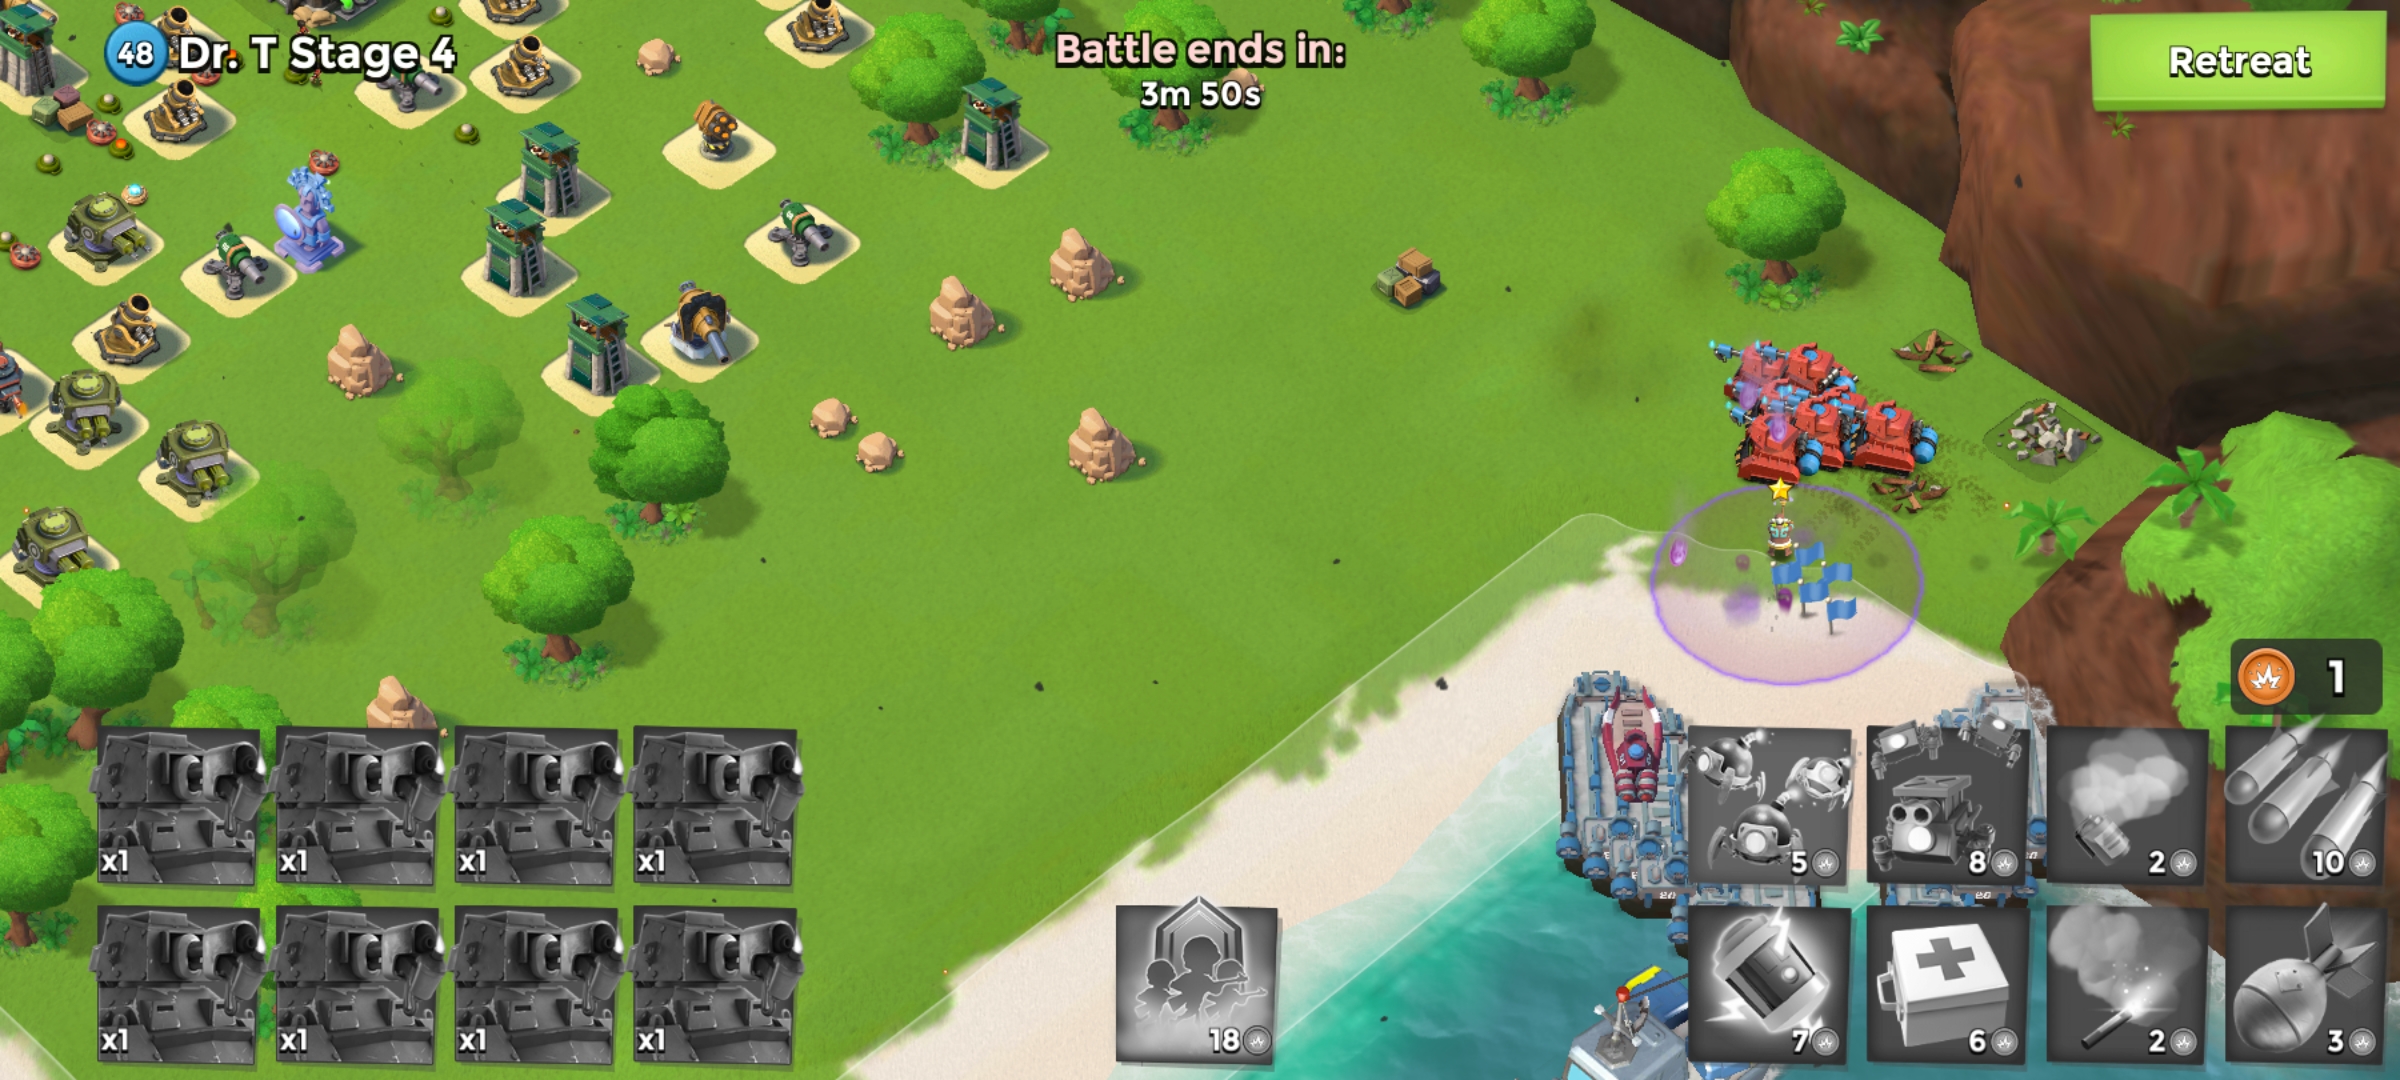 48 Dr. T Stage 4
Battle ends in:
3m 50s
Retreat
1
x1 x1 x1 x1
5 8 2 10
x1 x1 x1 x1
18
7 6 2 3